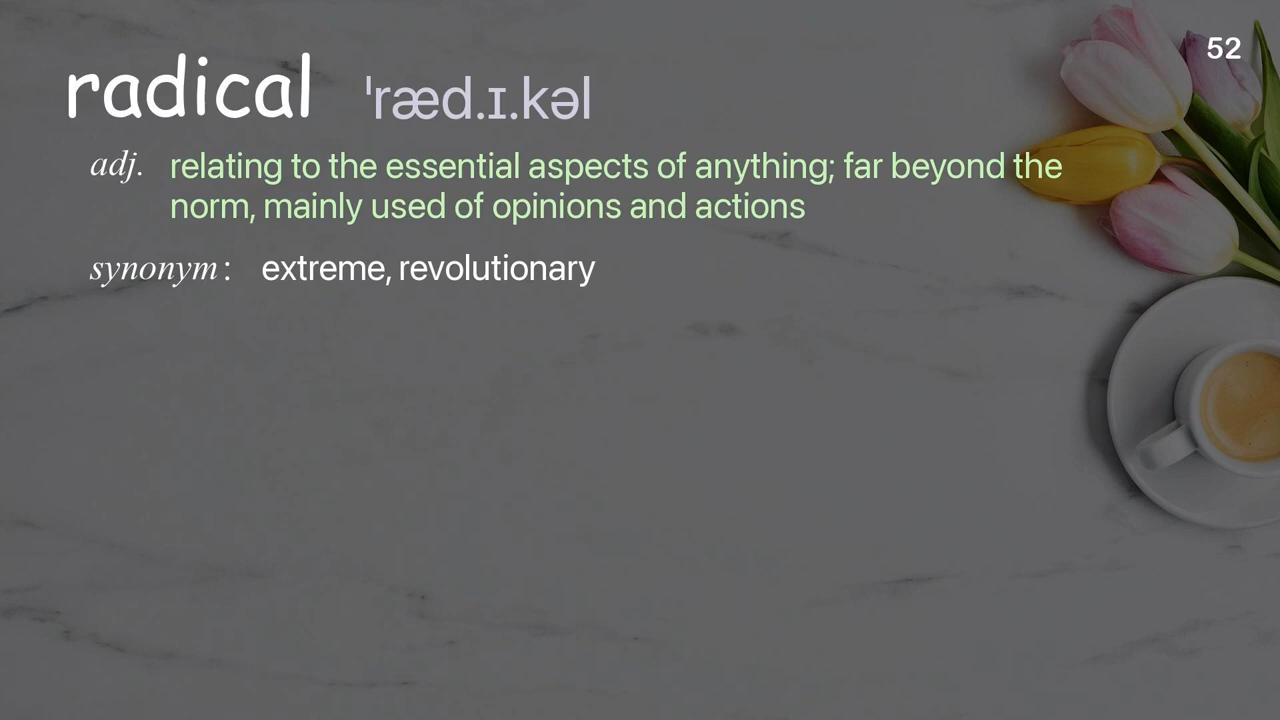 52
radical ˈræd.ɪ.kəl
adj. relating to the essential aspects of anything; far beyond the
norm, mainly used of opinions and actions
synonym: extreme, revolutionary